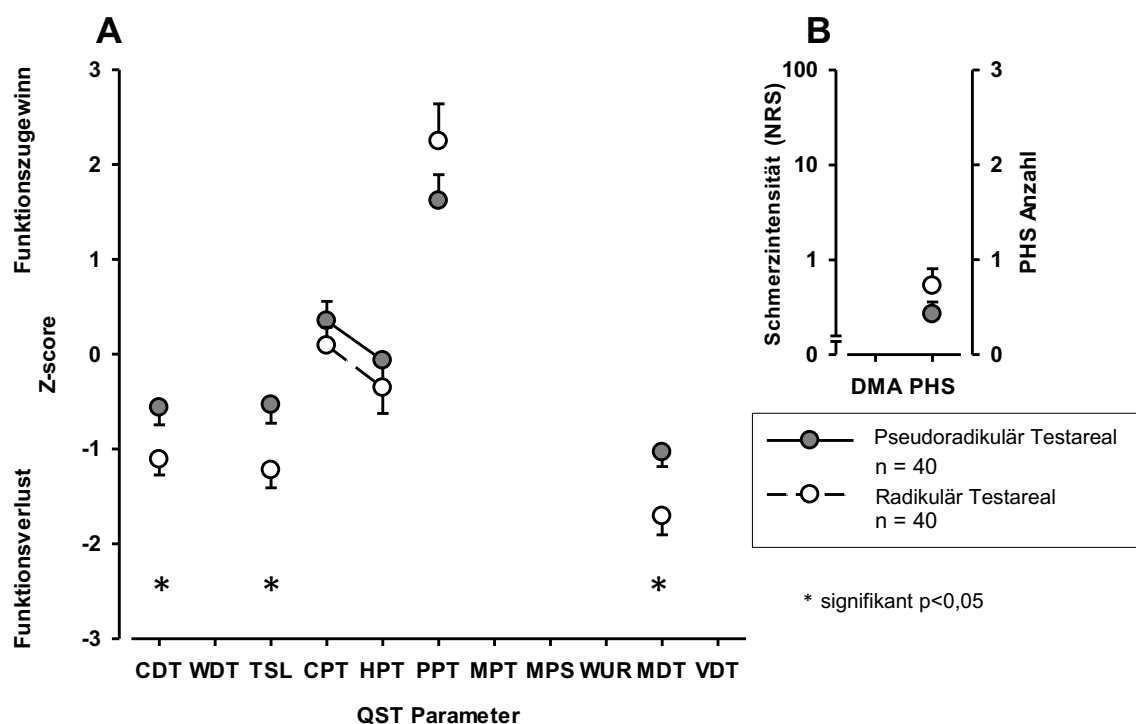 A
B
Funktionszugewinn
Z-score
Funktionsverlust
3
2
1
0
-1
-2
-3
* * *
CDT WDT TSL CPT HPT PPT MPT MPS WUR MDT VDT
QST Parameter
Schmerzintensität (NRS)
100
10
1
0
3
2
1
0
PHS Anzahl
DMA PHS
Pseudoradikulär Testareal
n = 40
Radikulär Testareal
n = 40
* signifikant p<0,05